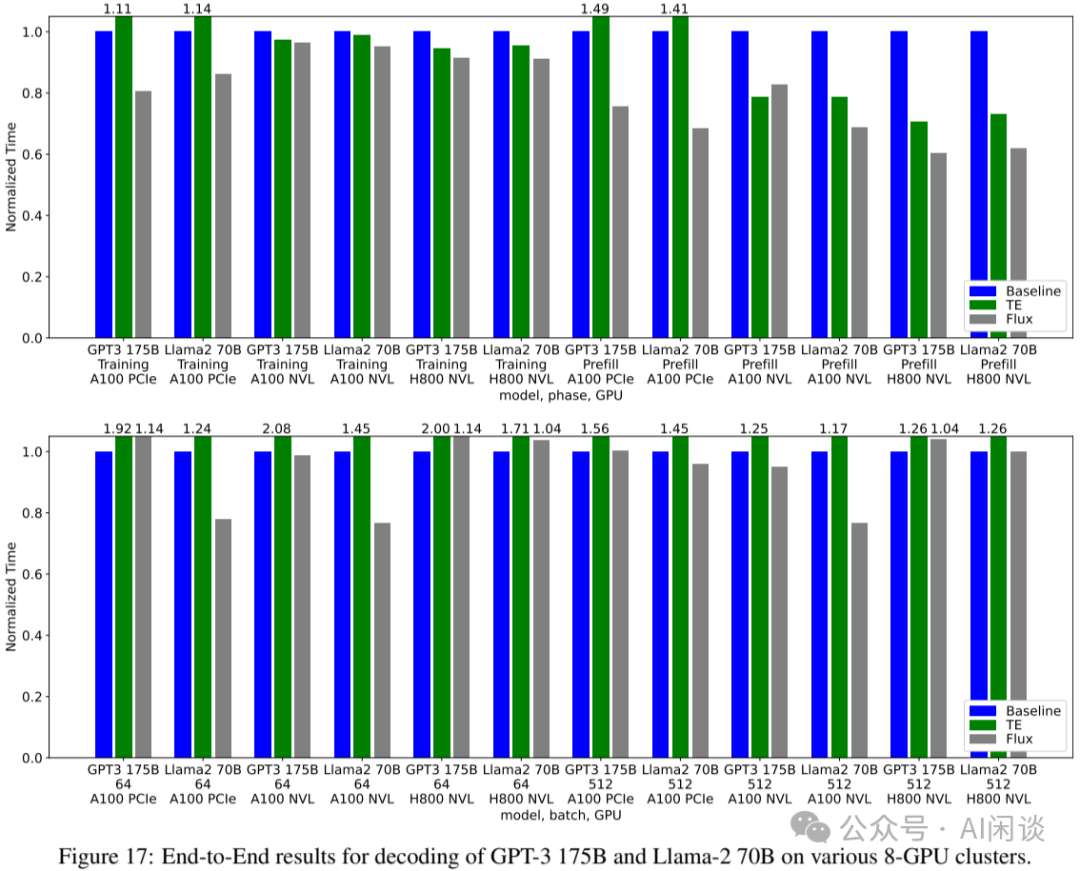 1.11 1.14 1.49 1.41
1.0
0.8
0.6
0.4
0.2
0.0
Normalized Time
Baseline
TE
Flux
GPT3 175B Llama2 70B GPT3 175B Llama2 70B GPT3 175B Llama2 70B GPT3 175B Llama2 70B GPT3 175B Llama2 70B GPT3 175B Llama2 70B
Training Training Training Training Training Training Prefill Prefill Prefill Prefill Prefill Prefill
A100 PCIe A100 PCIe A100 NVL A100 NVL H800 NVL H800 NVL A100 PCIe A100 PCIe A100 NVL A100 NVL H800 NVL H800 NVL
model, phase, GPU
1.92 1.14 1.24 2.08 1.45 2.00 1.14 1.71 1.04 1.56 1.45 1.25 1.17 1.26 1.04 1.26
1.0
0.8
0.6
0.4
0.2
0.0
Normalized Time
Baseline
TE
Flux
GPT3 175B Llama2 70B GPT3 175B Llama2 70B GPT3 175B Llama2 70B GPT3 175B Llama2 70B GPT3 175B Llama2 70B GPT3 175B Llama2 70B
64 64 64 64 64 64 512 512 512 512 512 512
A100 PCIe A100 PCIe A100 NVL A100 NVL H800 NVL H800 NVL A100 PCIe A100 PCIe A100 NVL A100 NVL H800 NVL H800 NVL
model, batch, GPU
公众号 · AI闲谈
Figure 17: End-to-End results for decoding of GPT-3 175B and Llama-2 70B on various 8-GPU clusters.